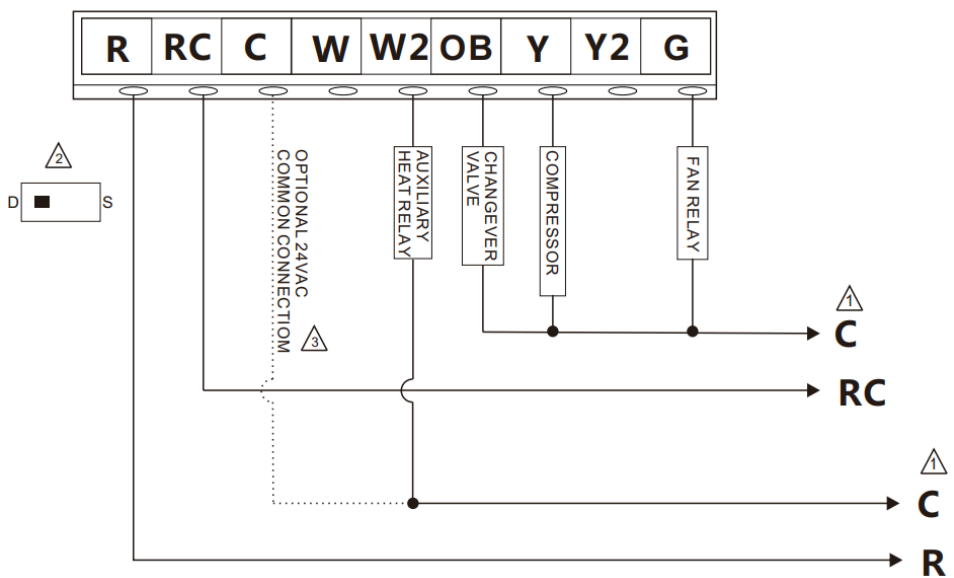 R RC C W W2 OB Y Y2 G
2
D S
OPTIONAL 24VAC
COMMON CONNECTIOM
3
AUXILIARY
HEAT RELAY
CHANGEVER
VALVE
COMPRESSOR
FAN RELAY
1
C
RC
1
C
R